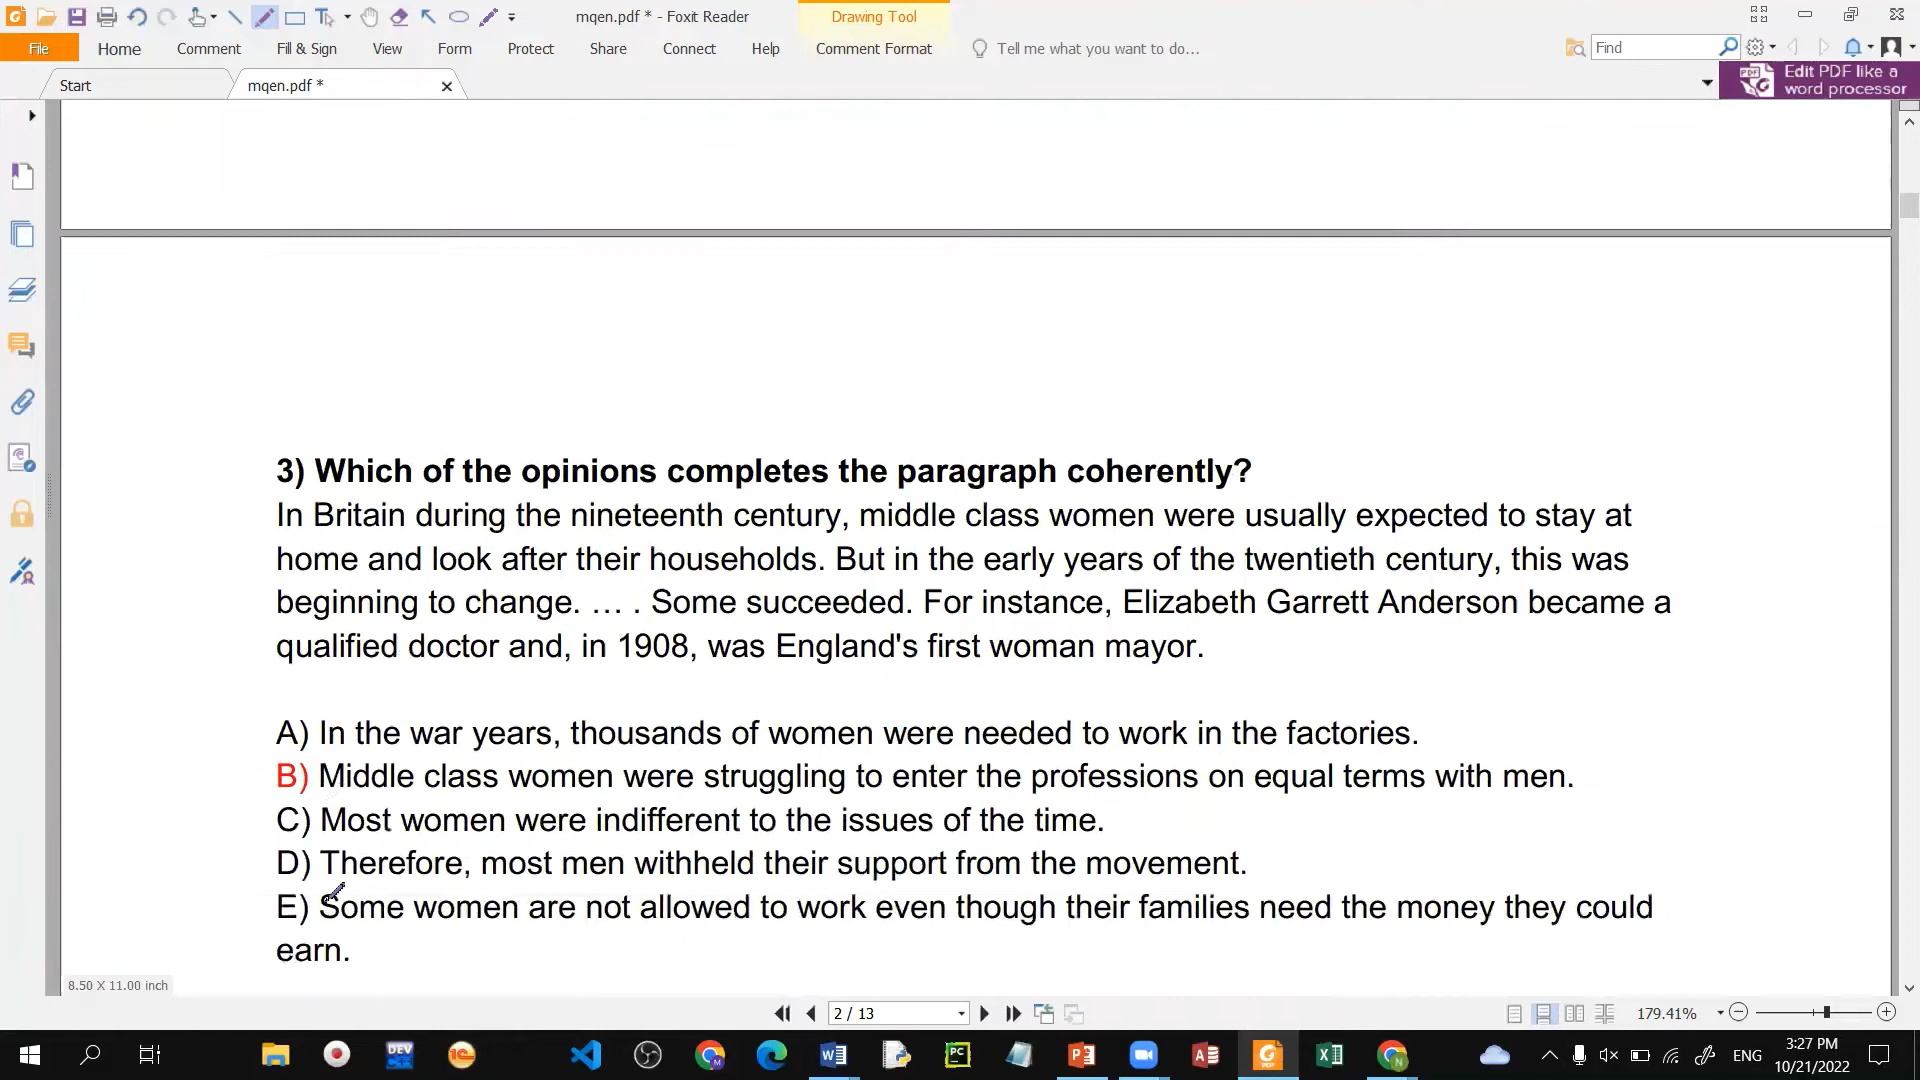 mqen.pdf * - Foxit Reader
Drawing Tool
File
Home
Comment
Fill & Sign
View
Form
Protect
Share
Connect
Help
Comment Format
Tell me what you want to do...
Find
Start
mqen.pdf *
Edit PDF like a
word processor
3) Which of the opinions completes the paragraph coherently?
In Britain during the nineteenth century, middle class women were usually expected to stay at
home and look after their households. But in the early years of the twentieth century, this was
beginning to change. ... . Some succeeded. For instance, Elizabeth Garrett Anderson became a
qualified doctor and, in 1908, was England's first woman mayor.
A) In the war years, thousands of women were needed to work in the factories.
B) Middle class women were struggling to enter the professions on equal terms with men.
C) Most women were indifferent to the issues of the time.
D) Therefore, most men withheld their support from the movement.
E) Some women are not allowed to work even though their families need the money they could
earn.
8.50 X 11.00 inch
2 / 13
179.41%
ENG
3:27 PM
10/21/2022